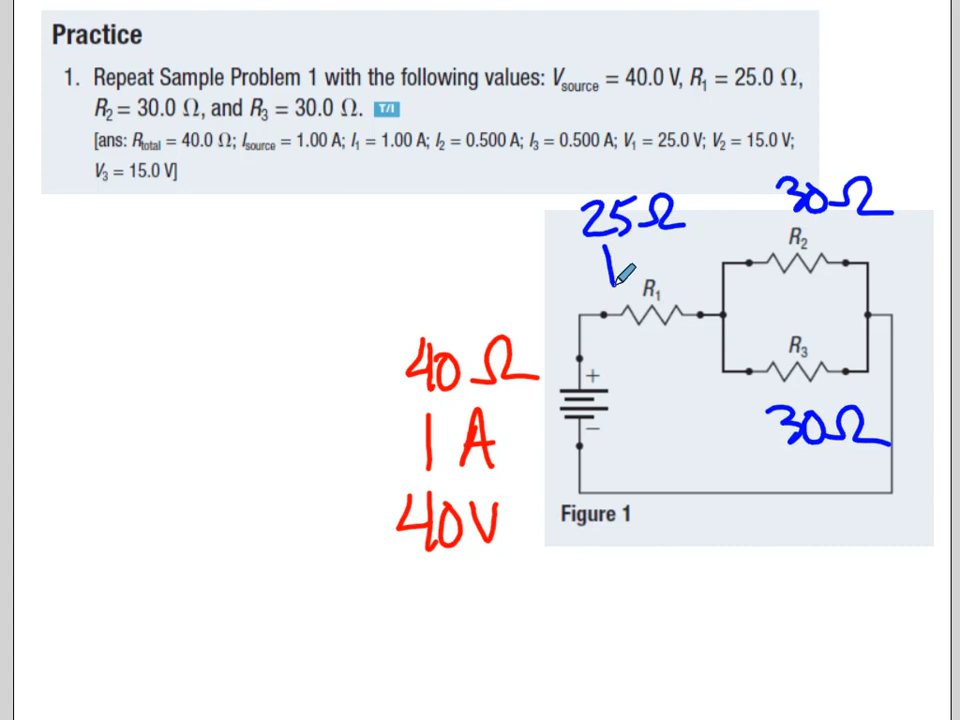 Practice
1. Repeat Sample Problem 1 with the following values: Vsource = 40.0 V, R1 = 25.0 Ω,
R2 = 30.0 Ω, and R3 = 30.0 Ω. T/I
[ans: Rtotal = 40.0 Ω; Isource = 1.00 A; I1 = 1.00 A; I2 = 0.500 A; I3 = 0.500 A; V1 = 25.0 V; V2 = 15.0 V;
V3 = 15.0 V]
25Ω
30Ω
R2
R1
R3
40 Ω
+
30Ω
1 A
−
40V
Figure 1